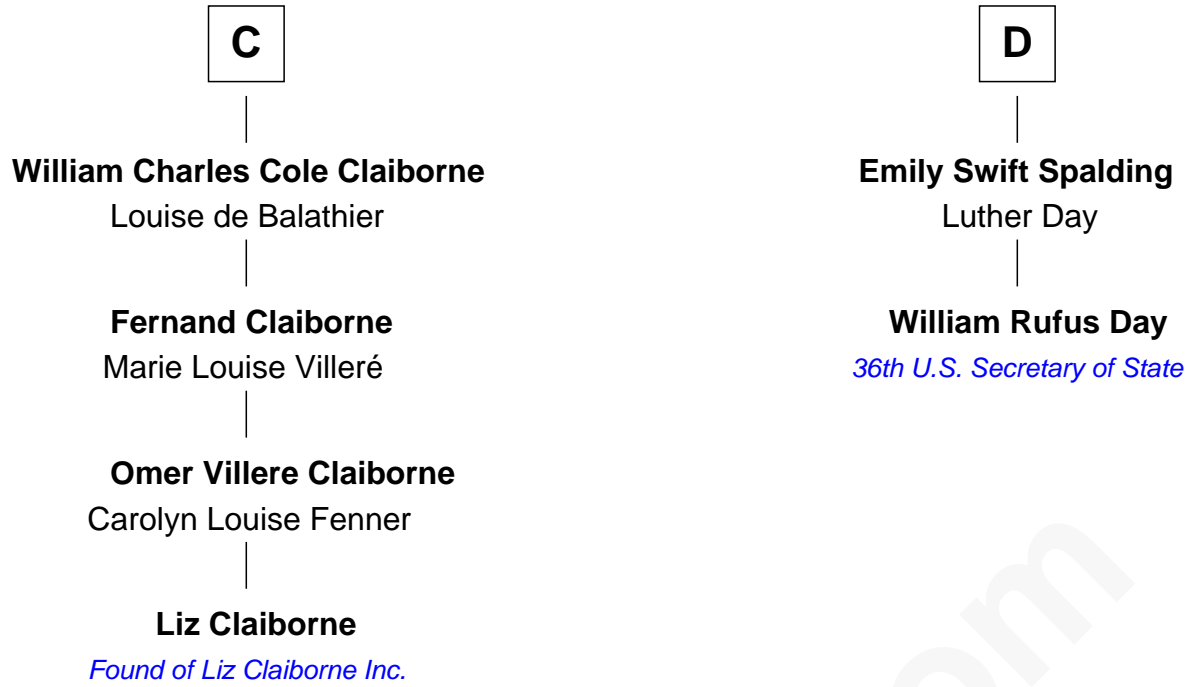 C
William Charles Cole Claiborne
Louise de Balathier
Fernand Claiborne
Marie Louise Villeré
Omer Villere Claiborne
Carolyn Louise Fenner
Liz Claiborne
Found of Liz Claiborne Inc.
D
Emily Swift Spalding
Luther Day
William Rufus Day
36th U.S. Secretary of State
om